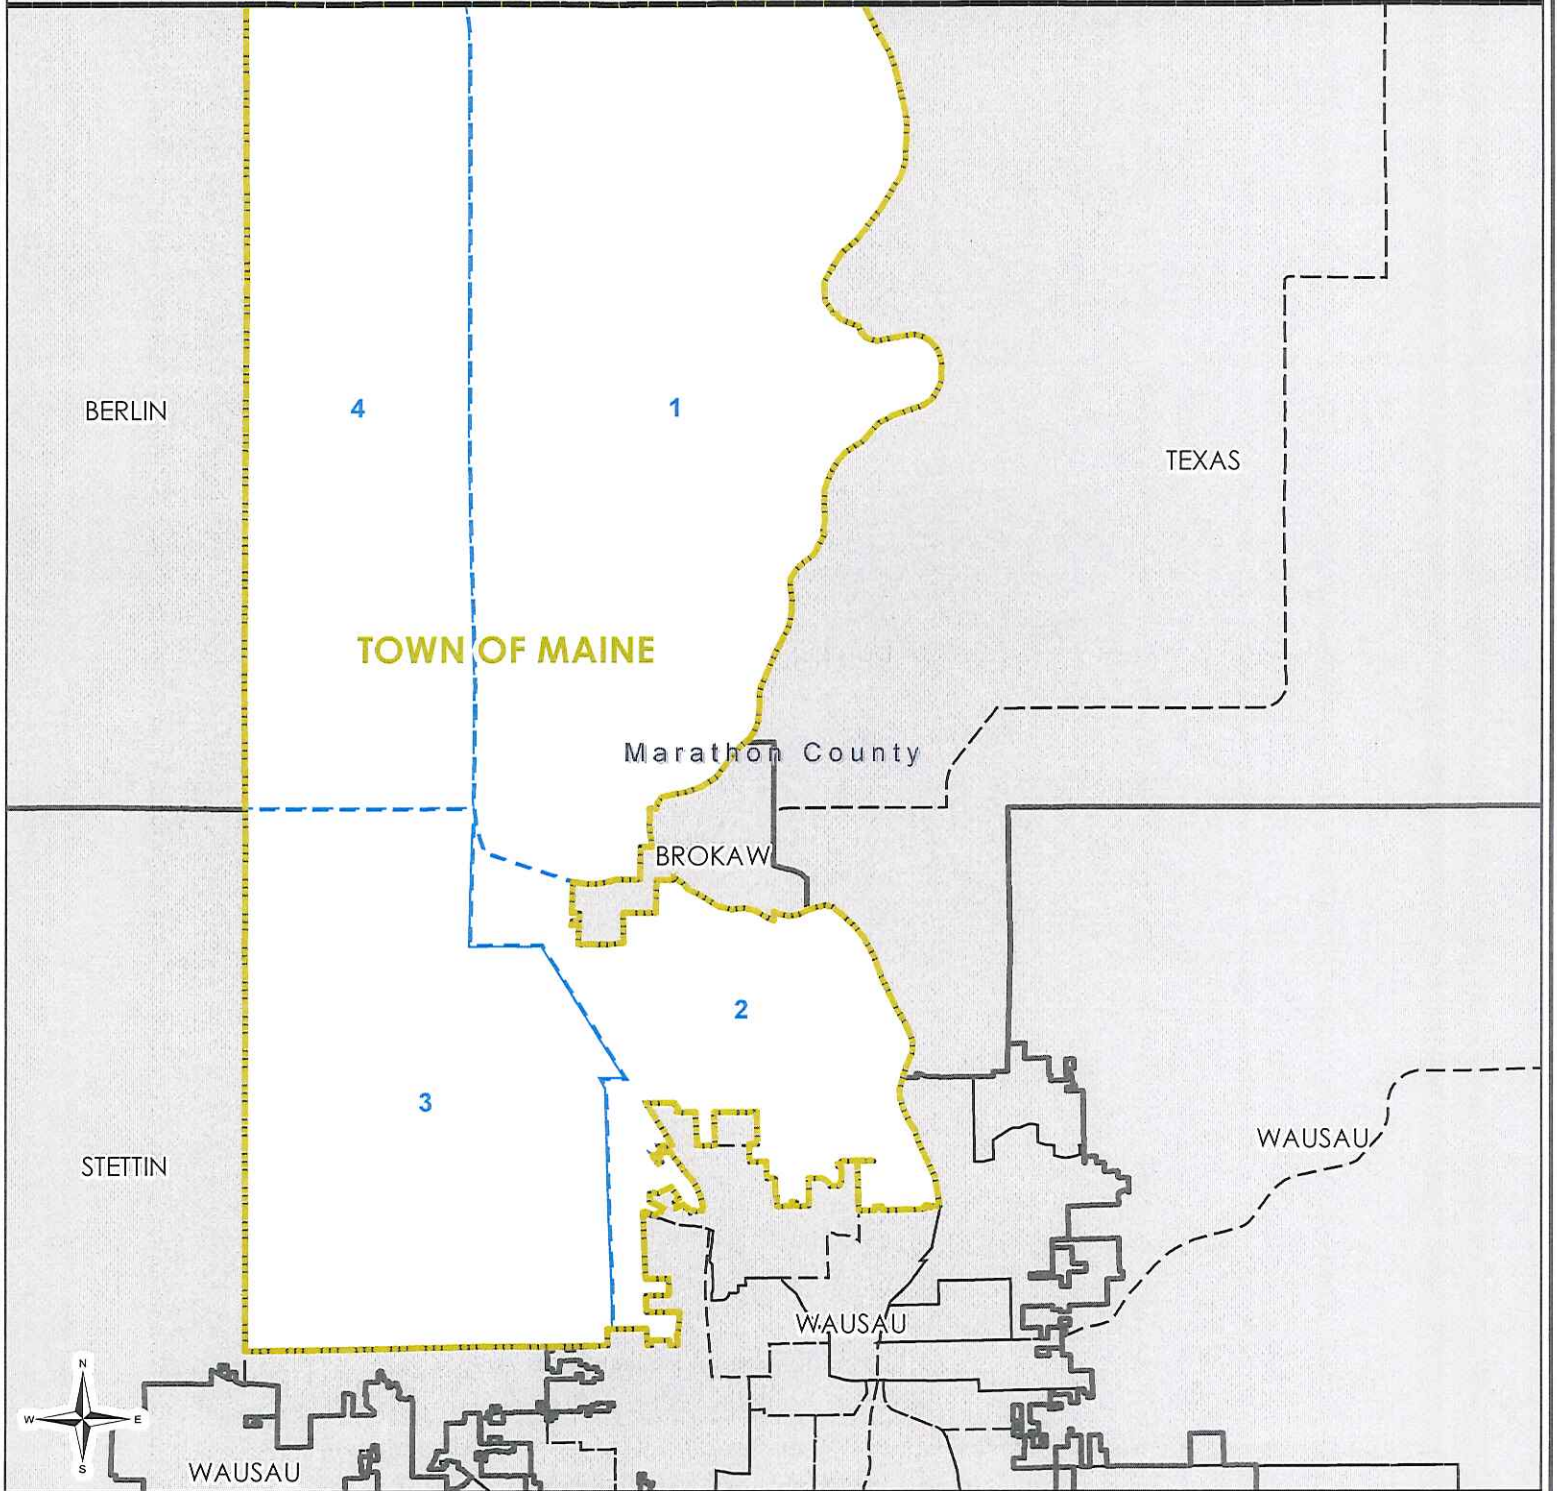 BERLIN
4
1
TEXAS
TOWN OF MAINE
Marathon County
BROKAW
2
3
WAUSAU
STETTIN
WAUSAU
N
W E
S
WAUSAU